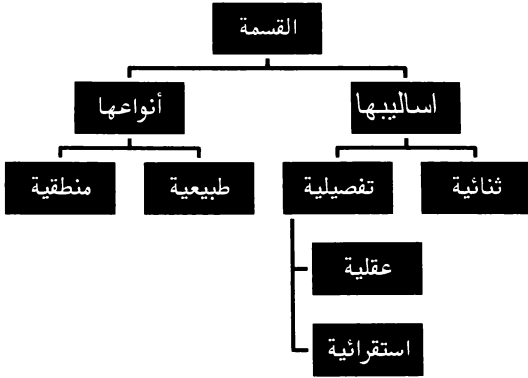 القسمة
اساليبها
أنواعها
ثنائية
تفصيلية
طبيعية
منطقية
عقلية
استقرائية